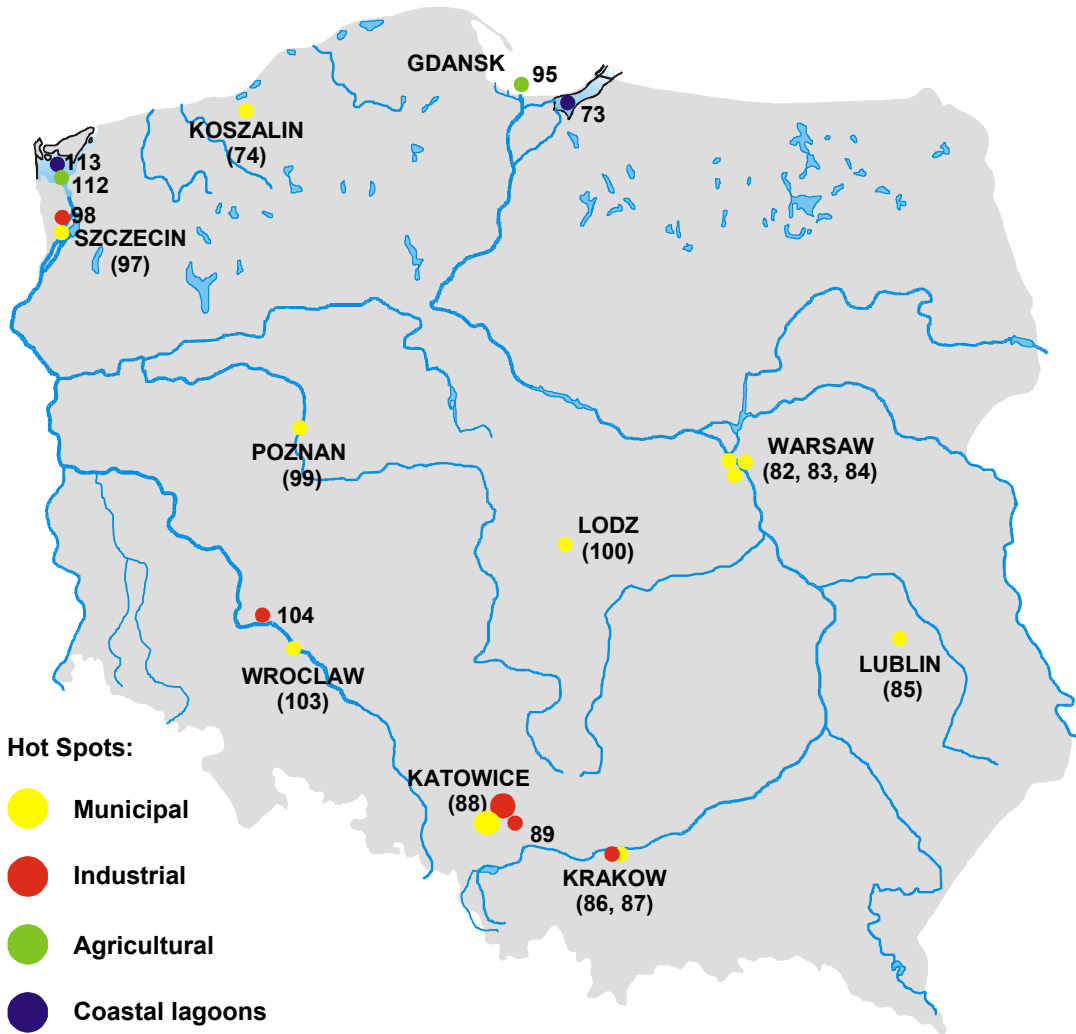 GDANSK
95
73
KOSZALIN
(74)
113
112
98
SZCZECIN
(97)
POZNAN
(99)
WARSAW
(82, 83, 84)
LODZ
(100)
104
WROCLAW
(103)
LUBLIN
(85)
KATOWICE
(88)
89
KRAKOW
(86, 87)
Hot Spots:
Municipal
Industrial
Agricultural
Coastal lagoons